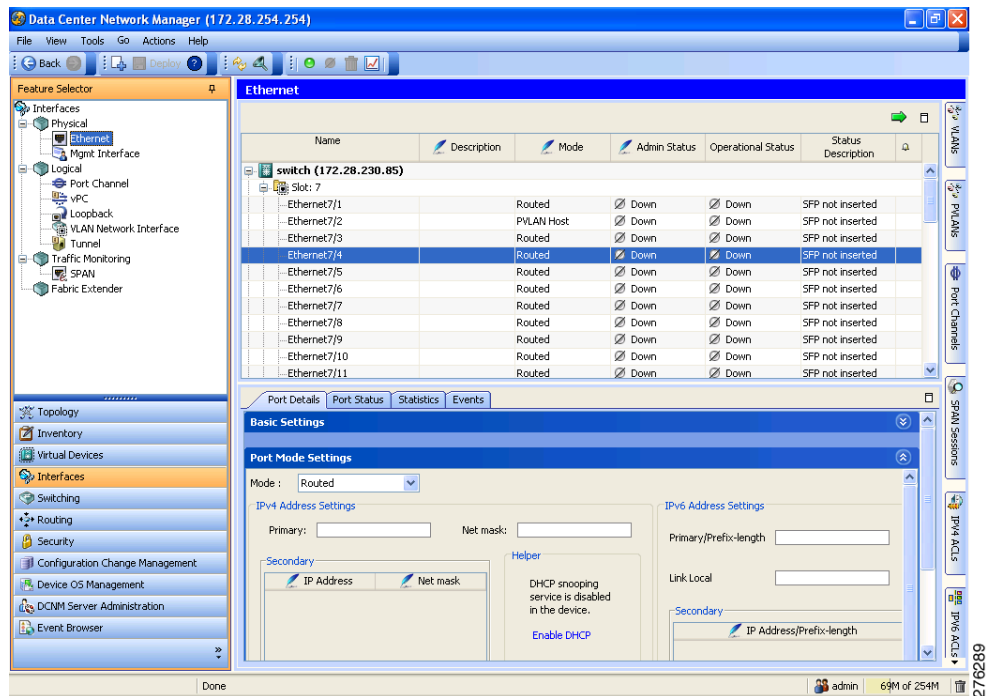 Data Center Network Manager (172.28.254.254)
File View Tools Go Actions Help
Back Deploy
Feature Selector
Interfaces
Physical
Ethernet
Mgmt Interface
Logical
Port Channel
vPC
Loopback
VLAN Network Interface
Tunnel
Traffic Monitoring
SPAN
Fabric Extender
Topology
Inventory
Virtual Devices
Interfaces
Switching
Routing
Security
Configuration Change Management
Device OS Management
DCNM Server Administration
Event Browser
Ethernet
Name Description Mode Admin Status Operational Status Status Description
switch (172.28.230.85)
Slot: 7
Ethernet7/1 Routed Down Down SFP not inserted
Ethernet7/2 PVLAN Host Down Down SFP not inserted
Ethernet7/3 Routed Down Down SFP not inserted
Ethernet7/4 Routed Down Down SFP not inserted
Ethernet7/5 Routed Down Down SFP not inserted
Ethernet7/6 Routed Down Down SFP not inserted
Ethernet7/7 Routed Down Down SFP not inserted
Ethernet7/8 Routed Down Down SFP not inserted
Ethernet7/9 Routed Down Down SFP not inserted
Ethernet7/10 Routed Down Down SFP not inserted
Ethernet7/11 Routed Down Down SFP not inserted
Port Details Port Status Statistics Events
Basic Settings
Port Mode Settings
Mode : Routed
IPv4 Address Settings
Primary: Net mask:
Secondary
IP Address Net mask
Helper
DHCP snooping
service is disabled
in the device.
Enable DHCP
IPv6 Address Settings
Primary/Prefix-length
Link Local
Secondary
IP Address/Prefix-length
VLANs
PVLANs
Port Channels
SPAN Sessions
IPV4 ACLs
IPV6 ACLs
Done
admin 69M of 254M
276289